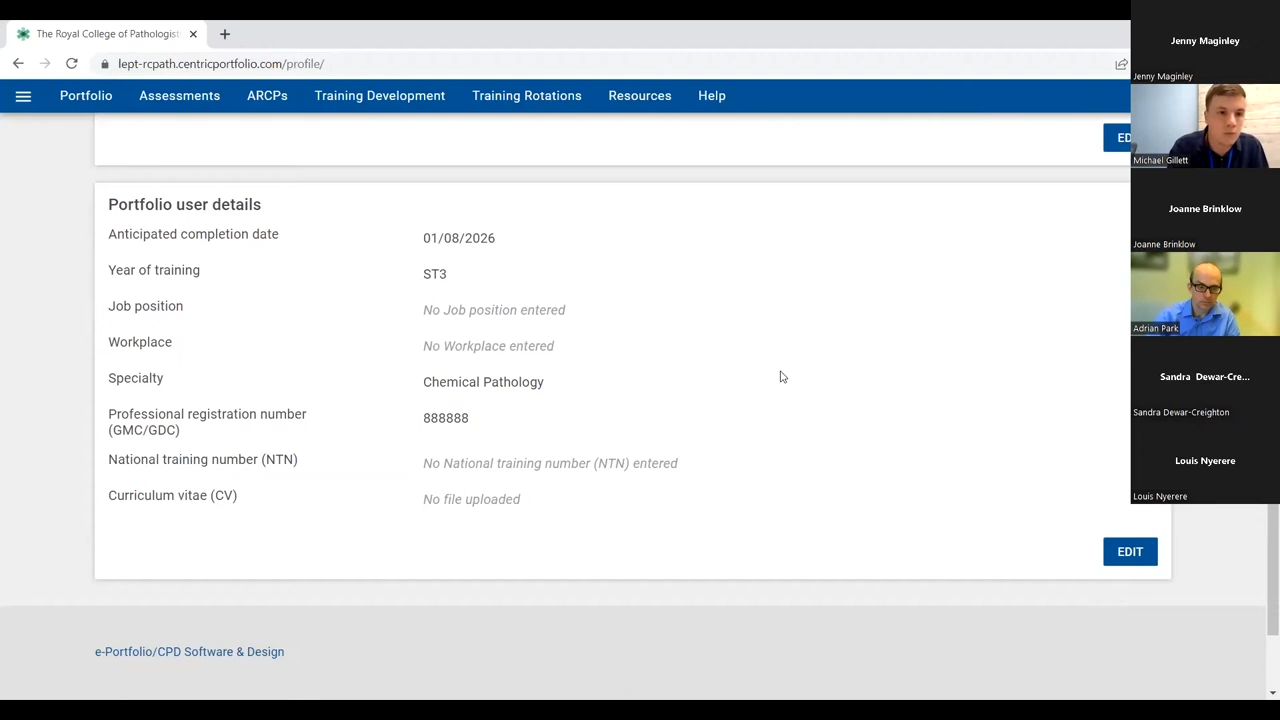 The Royal College of Pathologist
lept-rcpath.centricportfolio.com/profile/
Portfolio Assessments ARCPs Training Development Training Rotations Resources Help
ED
Portfolio user details
Anticipated completion date 01/08/2026
Year of training ST3
Job position No Job position entered
Workplace No Workplace entered
Specialty Chemical Pathology
Professional registration number
(GMC/GDC) 888888
National training number (NTN) No National training number (NTN) entered
Curriculum vitae (CV) No file uploaded
EDIT
e-Portfolio/CPD Software & Design
Jenny Maginley
Jenny Maginley
Michael Gillett
Joanne Brinklow
Joanne Brinklow
Adrian Park
Sandra Dewar-Cre...
Sandra Dewar-Creighton
Louis Nyerere
Louis Nyerere